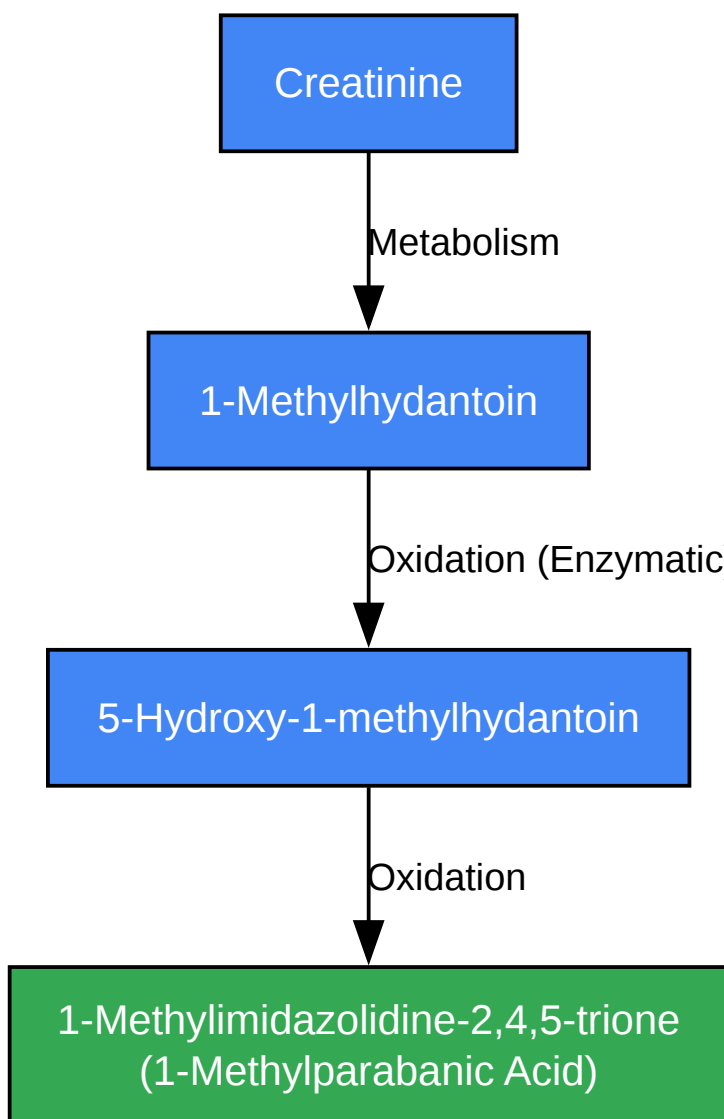 Creatinine
Metabolism
1-Methylhydantoin
Oxidation (Enzymatic)
5-Hydroxy-1-methylhydantoin
Oxidation
1-Methylimidazolidine-2,4,5-trione
(1-Methylparabanic Acid)